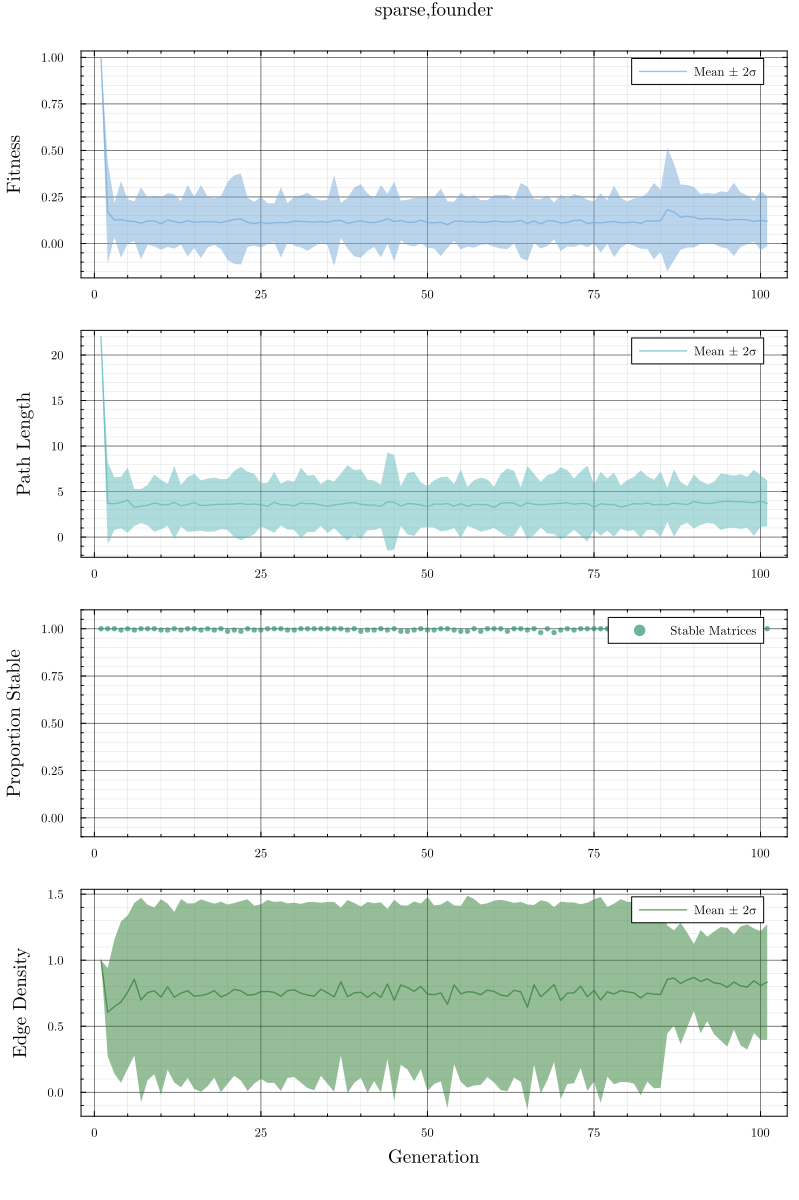 sparse,founder
Fitness
1.00
0.75
0.50
0.25
0.00
Mean ± 2σ
0 25 50 75 100
Path Length
20
15
10
5
0
Mean ± 2σ
0 25 50 75 100
Proportion Stable
1.00
0.75
0.50
0.25
0.00
Stable Matrices
0 25 50 75 100
Edge Density
1.5
1.0
0.5
0.0
Mean ± 2σ
0 25 50 75 100
Generation